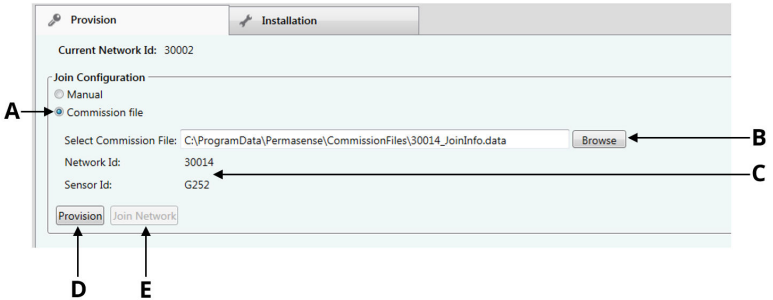 Provision
Installation
Current Network Id: 30002
Join Configuration
Manual
A
Commission file
Select Commission File: C:\ProgramData\Permasense\CommissionFiles\30014_JoinInfo.data Browse
B
Network Id: 30014
C
Sensor Id: G252
Provision Join Network
D
E